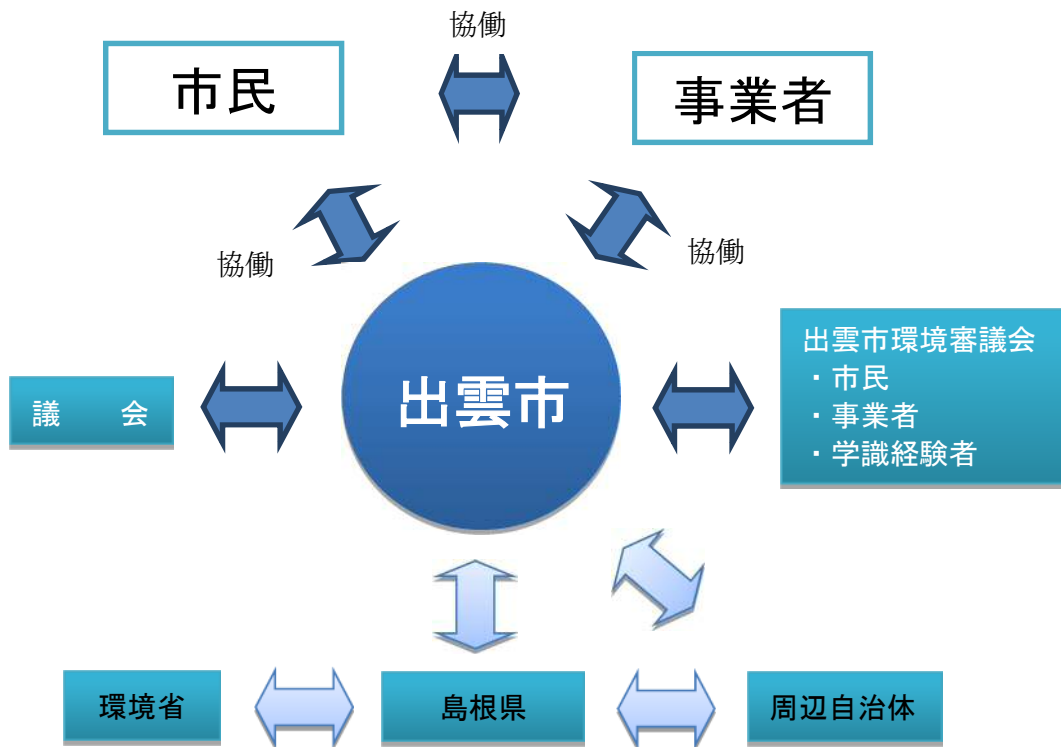 協働
市民
事業者
協働
協働
出雲市環境審議会
・市民
・事業者
・学識経験者
出雲市
議　　会
環境省
島根県
周辺自治体